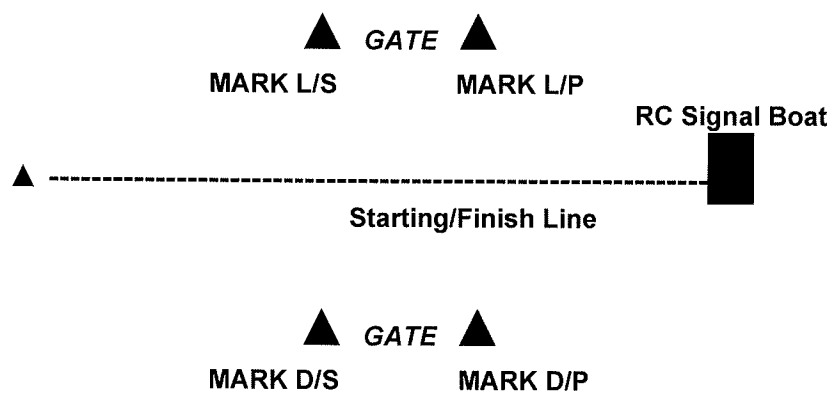 GATE
MARK L/S MARK L/P
RC Signal Boat
Starting/Finish Line
GATE
MARK D/S MARK D/P